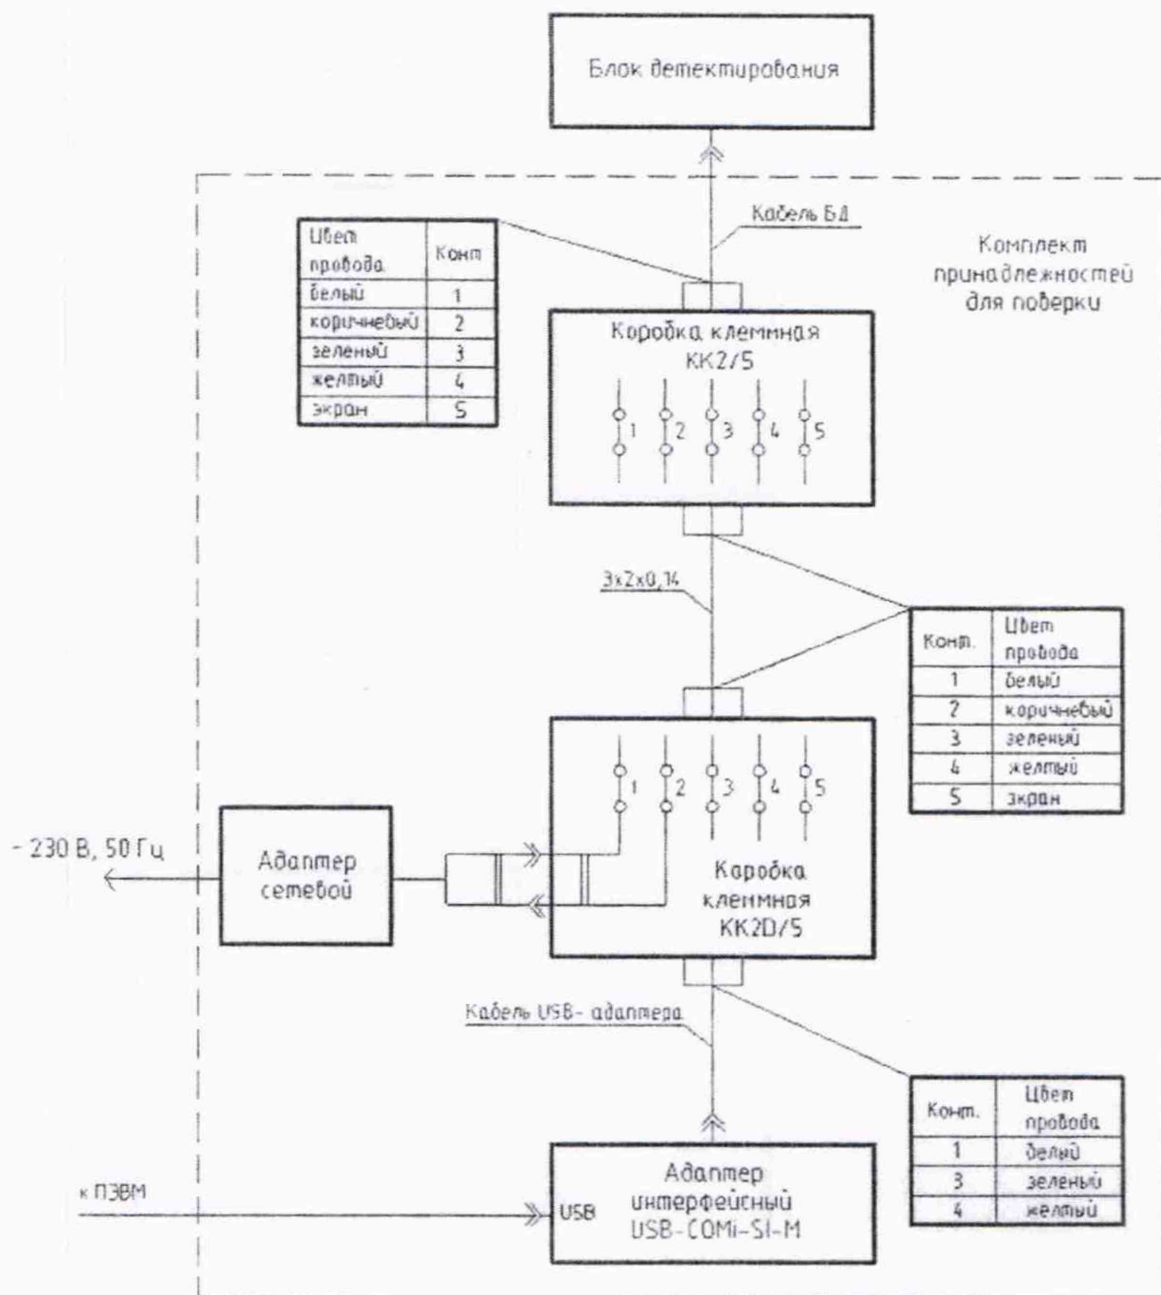 Блок детектирования
Кабель БД
Комплект
принадлежностей
для поверки
Цвет
провода
Конт
белый 1
коричневый 2
зеленый 3
желтый 4
экран 5
Коробка клеммная
КК2/5
1 2 3 4 5
3х2х0,14
Конт. Цвет
провода
1 белый
2 коричневый
3 зеленый
4 желтый
5 экран
1 2 3 4 5
Коробка
клеммная
КК2D/5
~ 230 В, 50 Гц
Адаптер
сетевой
Кабель USB- адаптера
Конт. Цвет
провода
1 белый
3 зеленый
4 желтый
к ПЭВМ
USB
Адаптер
интерфейсный
USB-COMi-SI-M